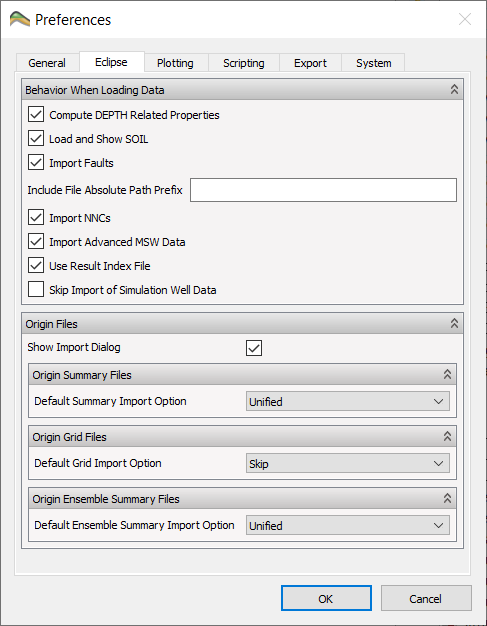 Preferences
General Eclipse Plotting Scripting Export System
Behavior When Loading Data
Compute DEPTH Related Properties
Load and Show SOIL
Import Faults
Include File Absolute Path Prefix
Import NNCs
Import Advanced MSW Data
Use Result Index File
Skip Import of Simulation Well Data
Origin Files
Show Import Dialog
Origin Summary Files
Default Summary Import Option Unified
Origin Grid Files
Default Grid Import Option Skip
Origin Ensemble Summary Files
Default Ensemble Summary Import Option Unified
OK Cancel